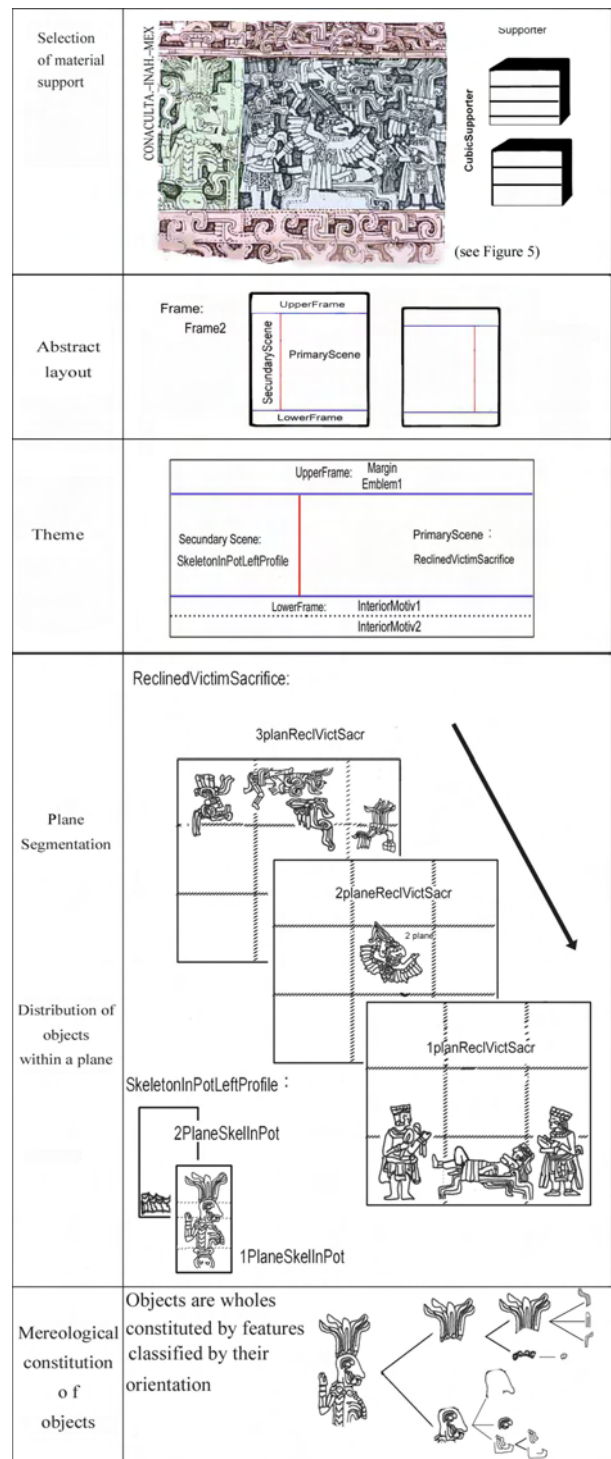 Selection
of material
support
CONACULTA.-INAH.-MEX
Supporter
CubicSupporter
(see Figure 5)
Abstract
layout
Frame:
Frame2
UpperFrame
SecundaryScene
PrimaryScene
LowerFrame
Theme
UpperFrame: Margin
Emblem1
Secundary Scene:
SkeletonInPotLeftProfile
PrimaryScene :
ReclinedVictimSacrifice
LowerFrame: InteriorMotiv1
InteriorMotiv2
Plane
Segmentation
Distribution of
objects
within a plane
ReclinedVictimSacrifice:
3planReclVictSacr
2planeReclVictSacr
2 plane
1planReclVictSacr
SkeletonInPotLeftProfile :
2PlaneSkelInPot
1PlaneSkelInPot
Mereological
constitution
o f
objects
Objects are wholes
constituted by features
classified by their
orientation